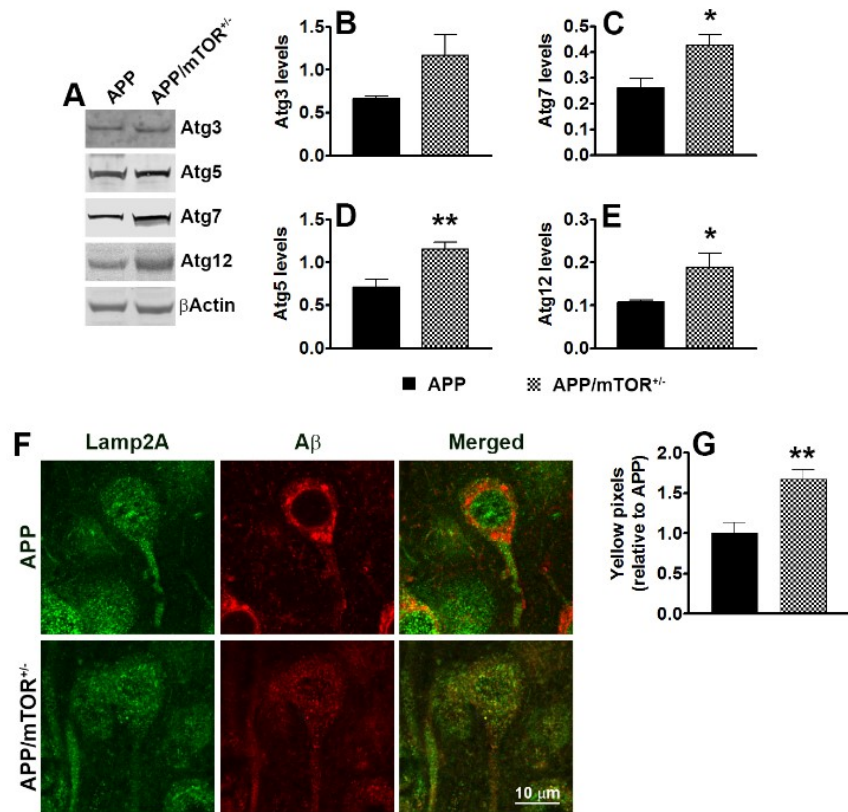 A
APP
APP/mTOR+/-
Atg3
Atg5
Atg7
Atg12
βActin
B
Atg3 levels
1.5
1.0
0.5
0.0
C
*
Atg7 levels
0.5
0.4
0.3
0.2
0.1
0.0
D
**
Atg5 levels
1.5
1.0
0.5
0.0
E
*
Atg12 levels
0.3
0.2
0.1
0.0
APP
APP/mTOR+/-
F
Lamp2A
Aβ
Merged
APP
APP/mTOR+/-
10 μm
G
**
Yellow pixels
(relative to APP)
2.0
1.5
1.0
0.5
0.0